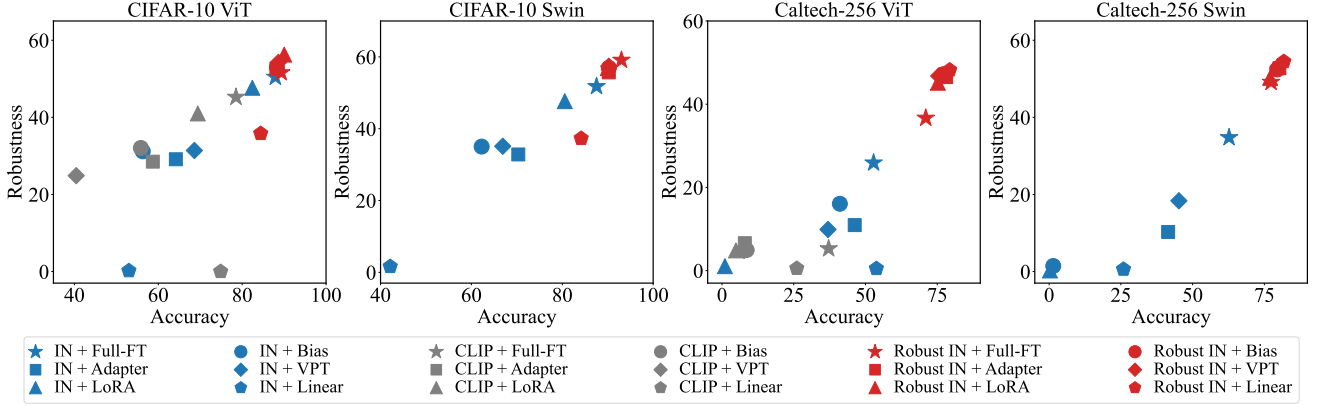 CIFAR-10 ViT
60
40
20
0
Robustness
40 60 80 100
Accuracy
CIFAR-10 Swin
60
40
20
0
Robustness
40 60 80 100
Accuracy
Caltech-256 ViT
60
40
20
0
Robustness
0 25 50 75
Accuracy
Caltech-256 Swin
60
40
20
0
Robustness
0 25 50 75
Accuracy
IN + Full-FT IN + Bias CLIP + Full-FT CLIP + Bias Robust IN + Full-FT Robust IN + Bias
IN + Adapter IN + VPT CLIP + Adapter CLIP + VPT Robust IN + Adapter Robust IN + VPT
IN + LoRA IN + Linear CLIP + LoRA CLIP + Linear Robust IN + LoRA Robust IN + Linear